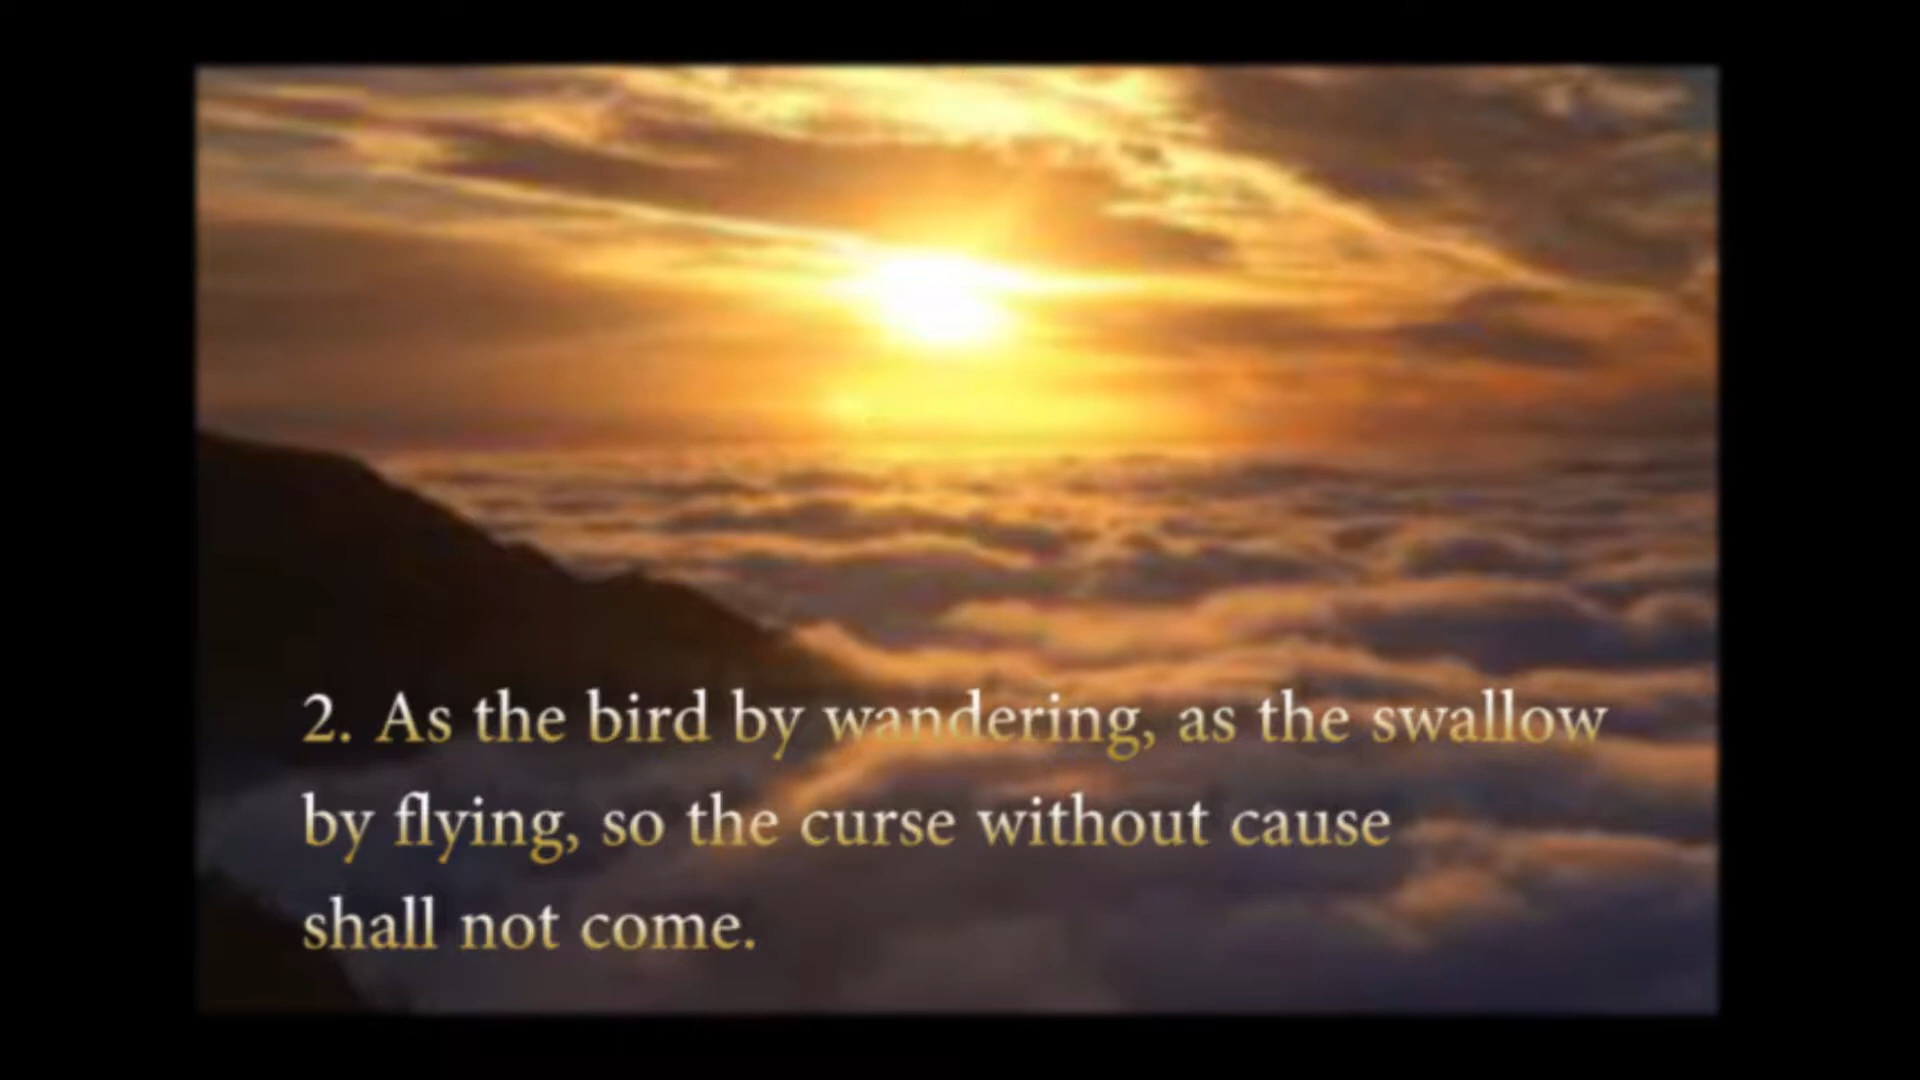 2. As the bird by wandering, as the swallow
by flying, so the curse without cause
shall not come.